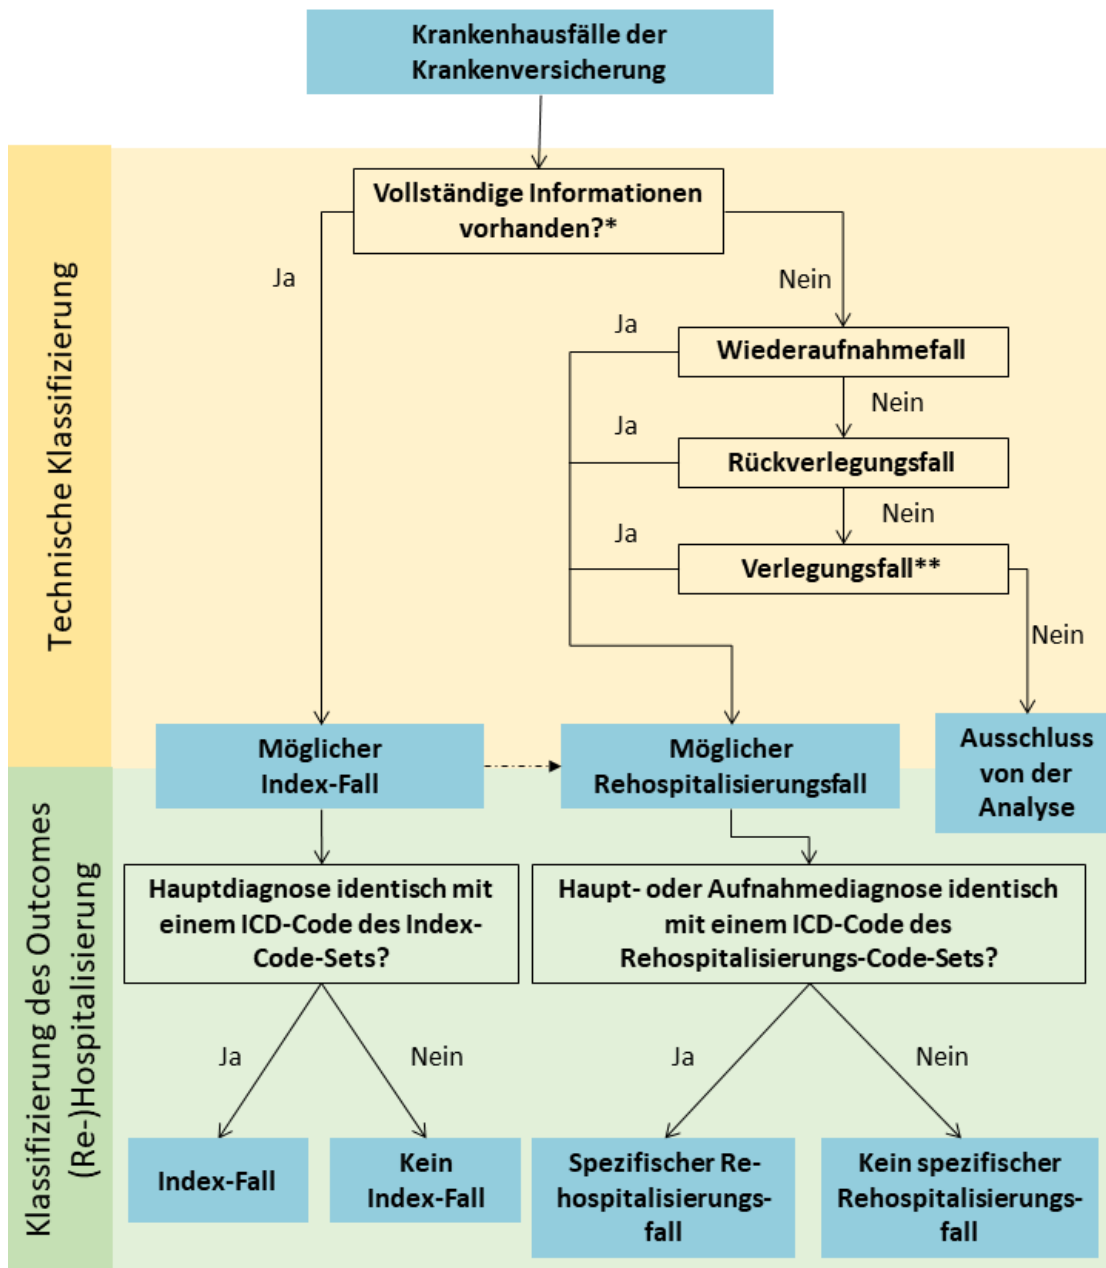 Krankenhausfälle der
Krankenversicherung
Technische Klassifizierung
Vollständige Informationen
vorhanden?*
Ja
Nein
Ja
Wiederaufnahmefall
Nein
Ja
Rückverlegungsfall
Nein
Ja
Verlegungsfall**
Nein
Möglicher
Index-Fall
Möglicher
Rehospitalisierungsfall
Ausschluss
von der
Analyse
Klassifizierung des Outcomes
(Re-)Hospitalisierung
Hauptdiagnose identisch mit
einem ICD-Code des Index-
Code-Sets?
Haupt- oder Aufnahmediagnose identisch
mit einem ICD-Code des
Rehospitalisierungs-Code-Sets?
Ja
Nein
Ja
Nein
Index-Fall
Kein
Index-Fall
Spezifischer Re-
hospitalisierungs-
fall
Kein spezifischer
Rehospitalisierungs-
fall